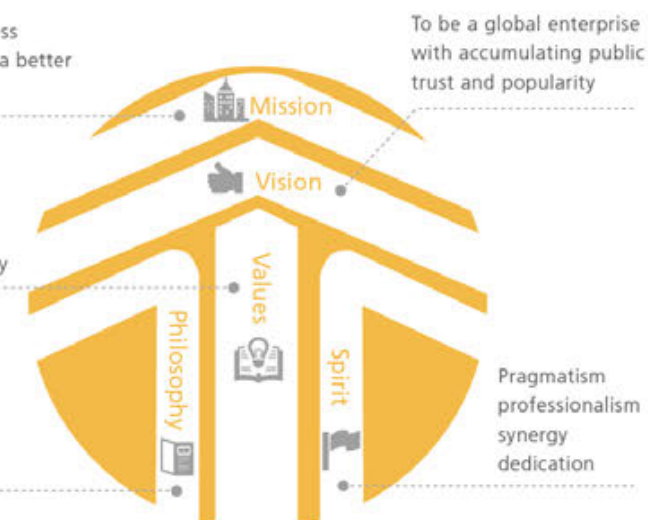 ss
a better
To be a global enterprise
with accumulating public
trust and popularity
Mission
Vision
y
Values
Philosophy
Spirit
Pragmatism
professionalism
synergy
dedication